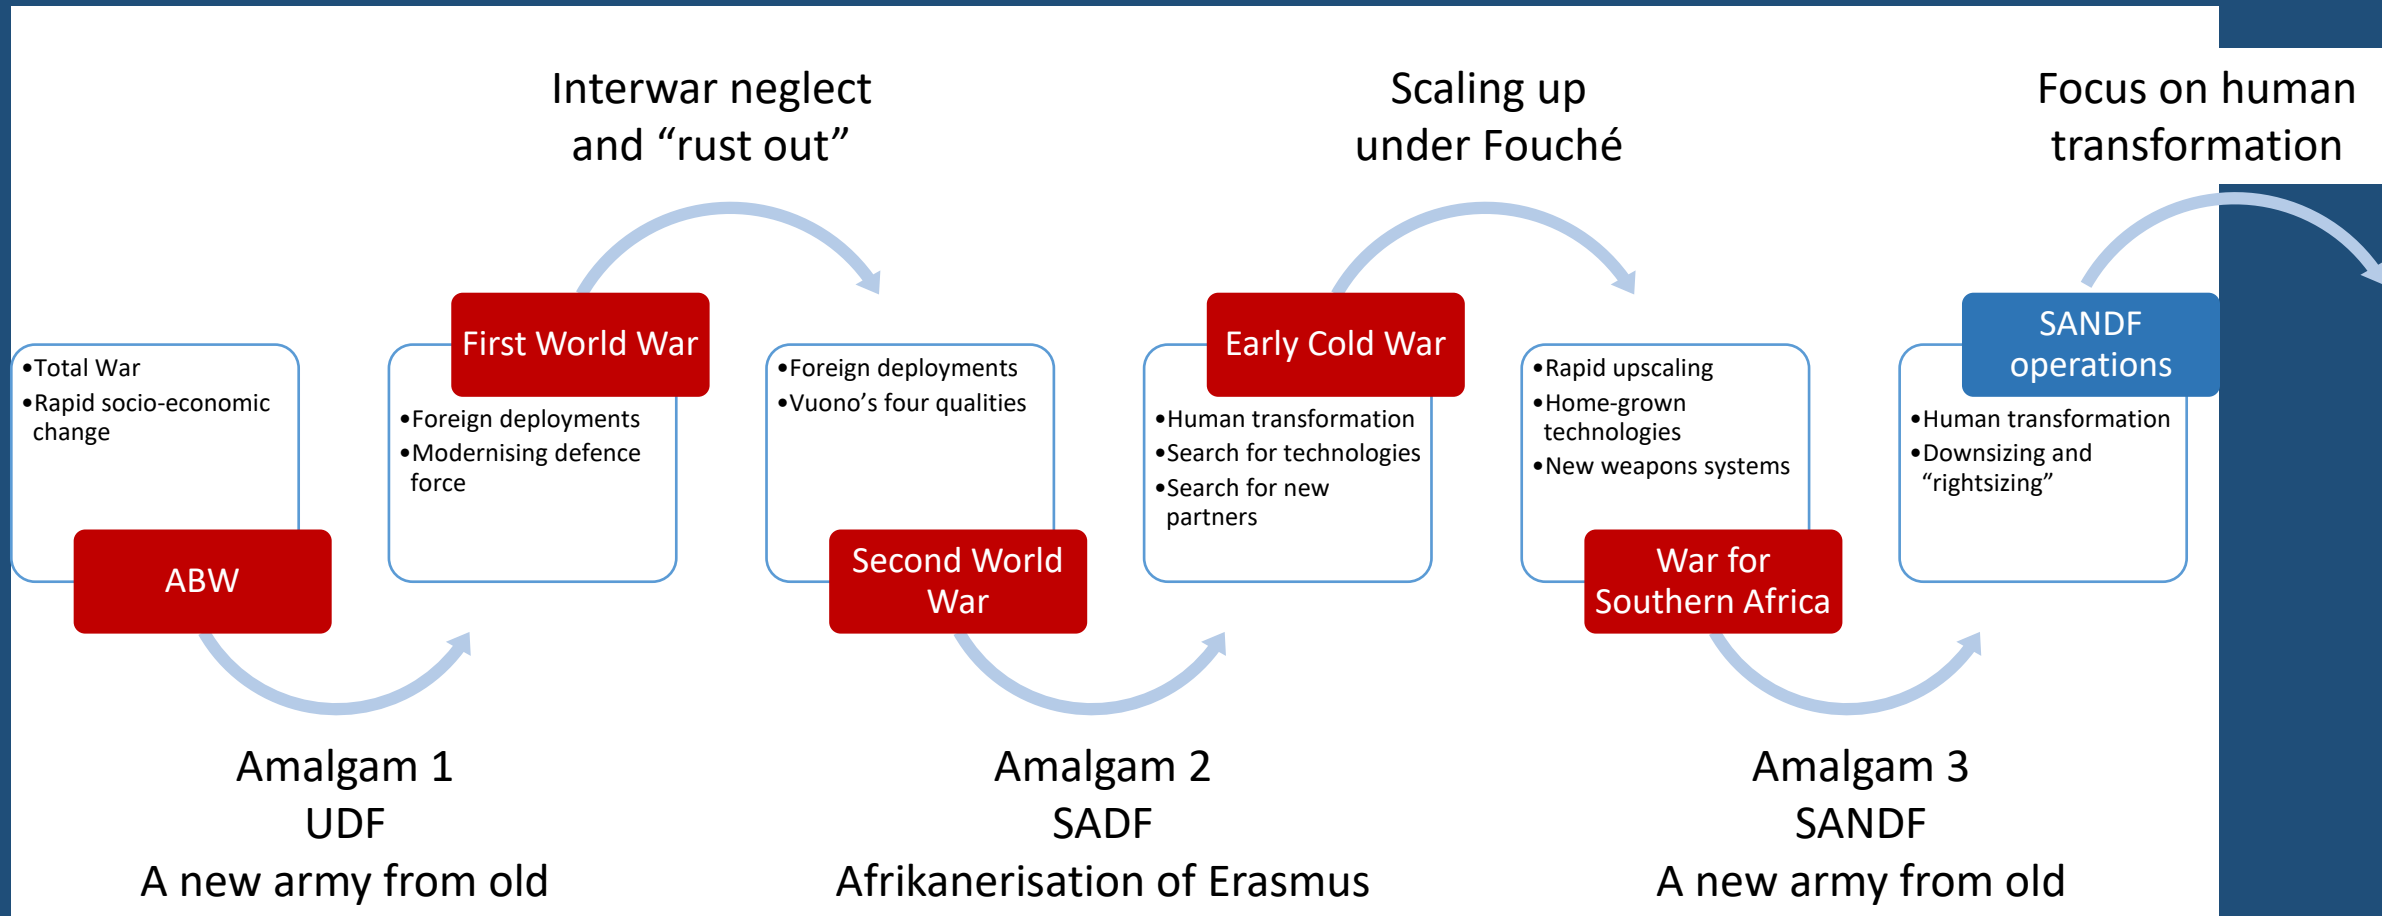 Interwar neglect
and “rust out”
Scaling up
under Fouché
Focus on human
transformation
•Total War
•Rapid socio-economic
change
ABW
First World War
•Foreign deployments
•Modernising defence
force
•Foreign deployments
•Vuono’s four qualities
Second World
War
Early Cold War
•Human transformation
•Search for technologies
•Search for new
partners
•Rapid upscaling
•Home-grown
technologies
•New weapons systems
War for
Southern Africa
SANDF
operations
•Human transformation
•Downsizing and
“rightsizing”
Amalgam 1
UDF
A new army from old
Amalgam 2
SADF
Afrikanerisation of Erasmus
Amalgam 3
SANDF
A new army from old